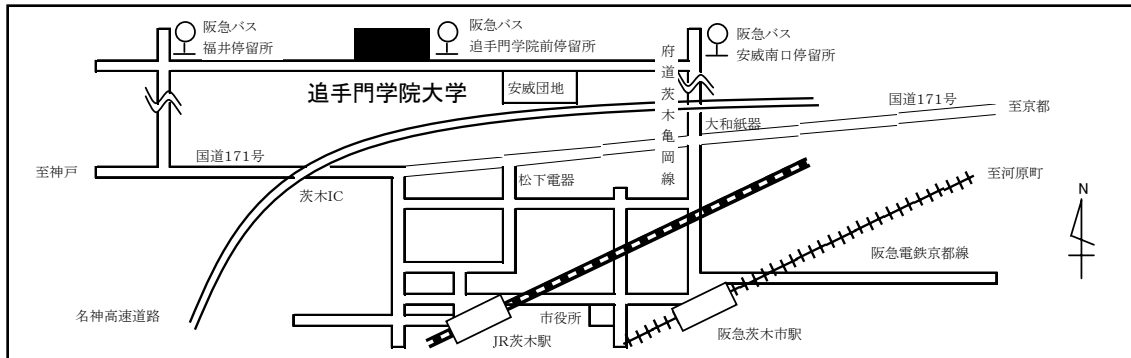 阪急バス
福井停留所
阪急バス
追手門学院前停留所
阪急バス
安威南口停留所
追手門学院大学
安威団地
府道茨木亀岡線
国道171号
至京都
大和紙器
国道171号
至神戸
茨木IC
松下電器
至河原町
N
阪急電鉄京都線
名神高速道路
市役所
JR茨木駅
阪急茨木市駅